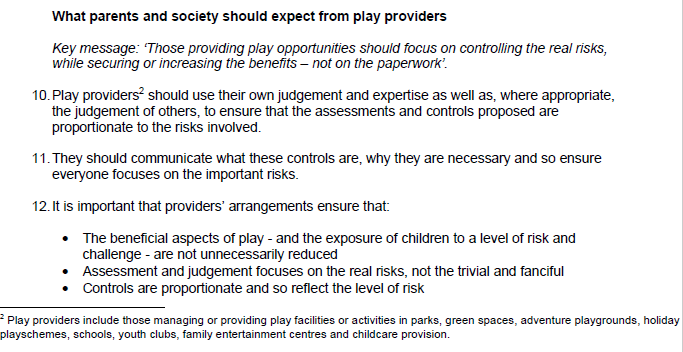 What parents and society should expect from play providers
Key message: ‘Those providing play opportunities should focus on controlling the real risks,
while securing or increasing the benefits – not on the paperwork’.
10. Play providers² should use their own judgement and expertise as well as, where appropriate,
the judgement of others, to ensure that the assessments and controls proposed are
proportionate to the risks involved.
11. They should communicate what these controls are, why they are necessary and so ensure
everyone focuses on the important risks.
12. It is important that providers’ arrangements ensure that:
• The beneficial aspects of play - and the exposure of children to a level of risk and
challenge - are not unnecessarily reduced
• Assessment and judgement focuses on the real risks, not the trivial and fanciful
• Controls are proportionate and so reflect the level of risk
² Play providers include those managing or providing play facilities or activities in parks, green spaces, adventure playgrounds, holiday
playschemes, schools, youth clubs, family entertainment centres and childcare provision.